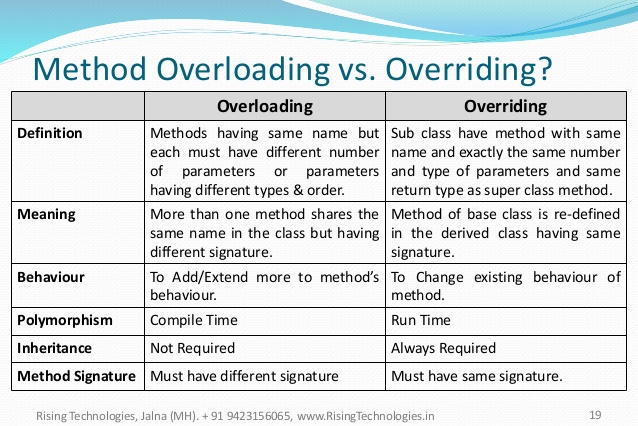 Method Overloading vs. Overriding?
Overloading Overriding
Definition
Methods having same name but
each must have different number
of parameters or parameters
having different types & order.
Sub class have method with same
name and exactly the same number
and type of parameters and same
return type as super class method.
Meaning
More than one method shares the
same name in the class but having
different signature.
Method of base class is re-defined
in the derived class having same
signature.
Behaviour
To Add/Extend more to method's
behaviour.
To Change existing behaviour of
method.
Polymorphism Compile Time Run Time
Inheritance Not Required Always Required
Method Signature Must have different signature Must have same signature.
Rising Technologies, Jalna (MH). + 91 9423156065, www.RisingTechnologies.in 19